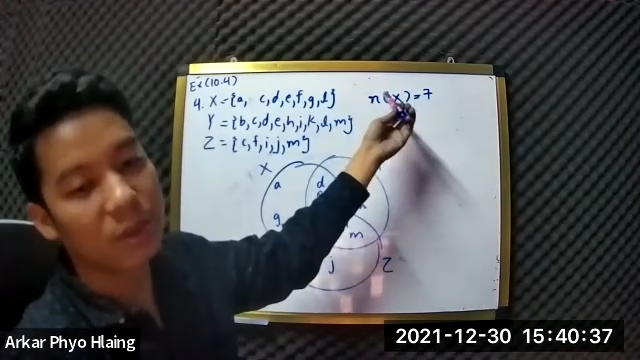 Ex(10.4)
4. X = {a, c,d,e,f,g,l} n(X) = 7
Y = {b,c,d,e,h,i,k,l,m}
Z = {c,f,i,j,m}
X
a
d
g
m
j
Z
Arkar Phyo Hlaing
2021-12-30 15:40:37